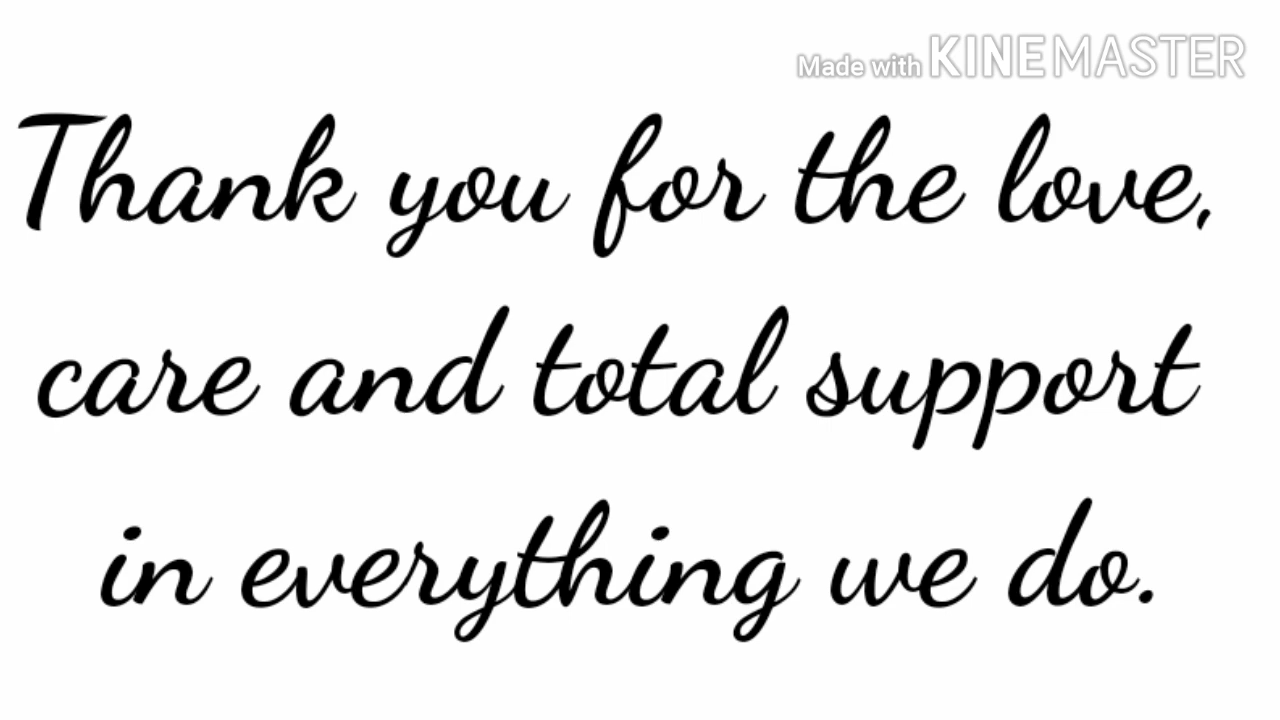 Made with KINEMASTER
Thank you for the love,
care and total support
in everything we do.